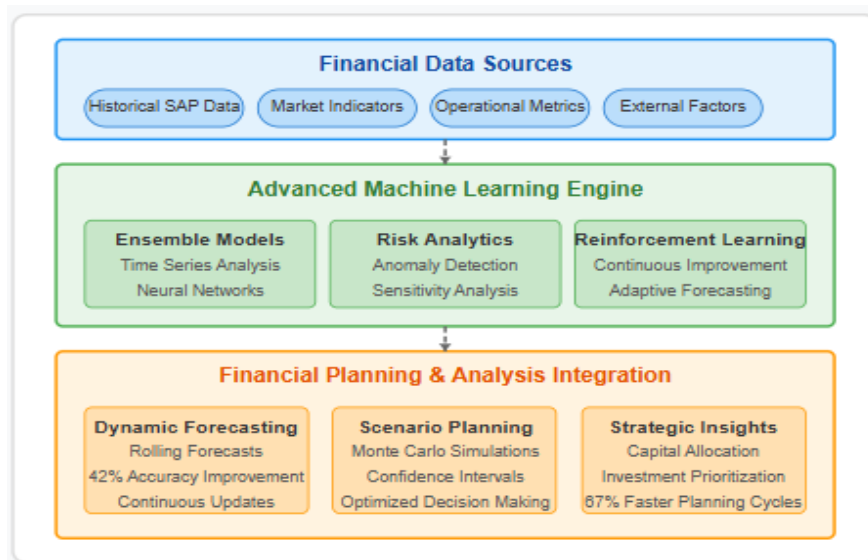 Financial Data Sources
Historical SAP Data
Market Indicators
Operational Metrics
External Factors
Advanced Machine Learning Engine
Ensemble Models
Time Series Analysis
Neural Networks
Risk Analytics
Anomaly Detection
Sensitivity Analysis
Reinforcement Learning
Continuous Improvement
Adaptive Forecasting
Financial Planning & Analysis Integration
Dynamic Forecasting
Rolling Forecasts
42% Accuracy Improvement
Continuous Updates
Scenario Planning
Monte Carlo Simulations
Confidence Intervals
Optimized Decision Making
Strategic Insights
Capital Allocation
Investment Prioritization
67% Faster Planning Cycles